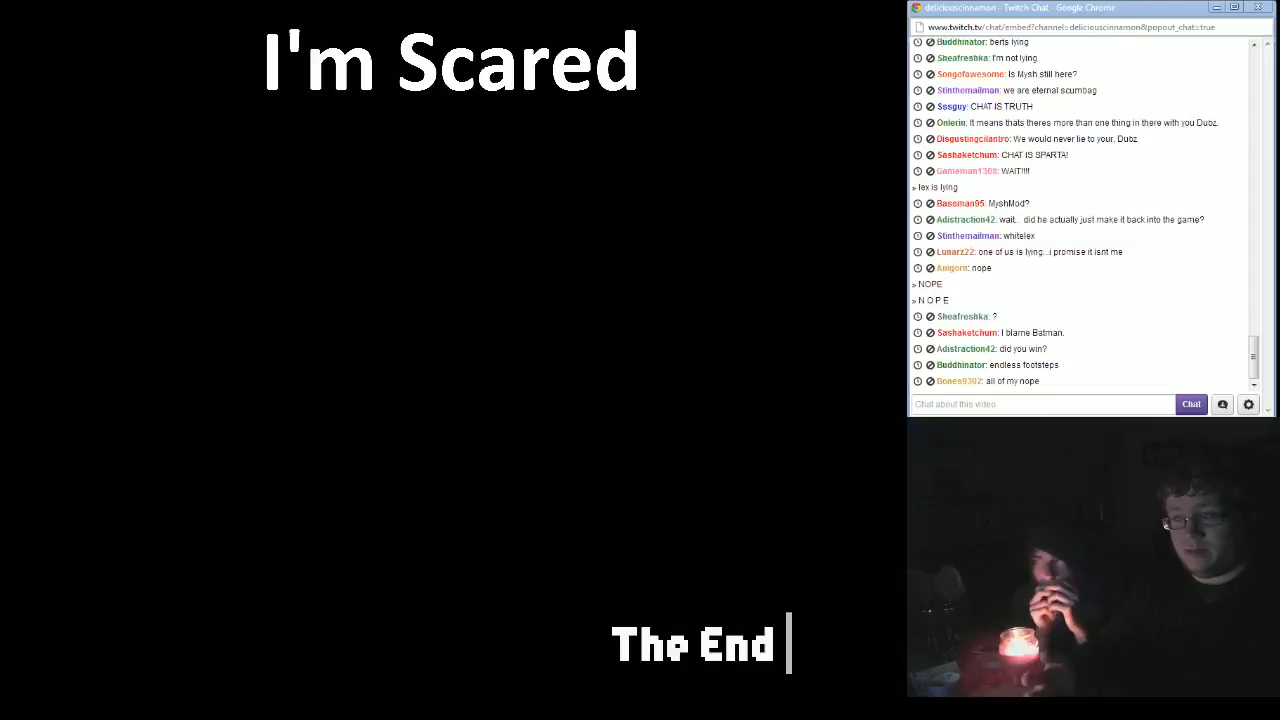 I'm Scared
The End
deliciouscinnamon - Twitch Chat - Google Chrome
www.twitch.tv/chat/embed?channel=deliciouscinnamon&popout_chat=true
Buddhinator: berts lying
Sheafreshka: I'm not lying
Songofawesome: Is Mysh still here?
Stinthemailman: we are eternal scumbag
Sssguy: CHAT IS TRUTH
Onlerin: It means thats theres more than one thing in there with you Dubz.
Disgustingcilantro: We would never lie to your, Dubz
Sashaketchum: CHAT IS SPARTA!
Gameman1308: WAIT!!!!
» lex is lying
Bassman95: MyshMod?
Adistraction42: wait... did he actually just make it back into the game?
Stinthemailman: whitelex
Lunarz22: one of us is lying...i promise it isnt me
Anigorn: nope
» NOPE
» N O P E
Sheafreshka: ?
Sashaketchum: I blame Batman.
Adistraction42: did you win?
Buddhinator: endless footsteps
Bones9302: all of my nope
Chat about this video
Chat